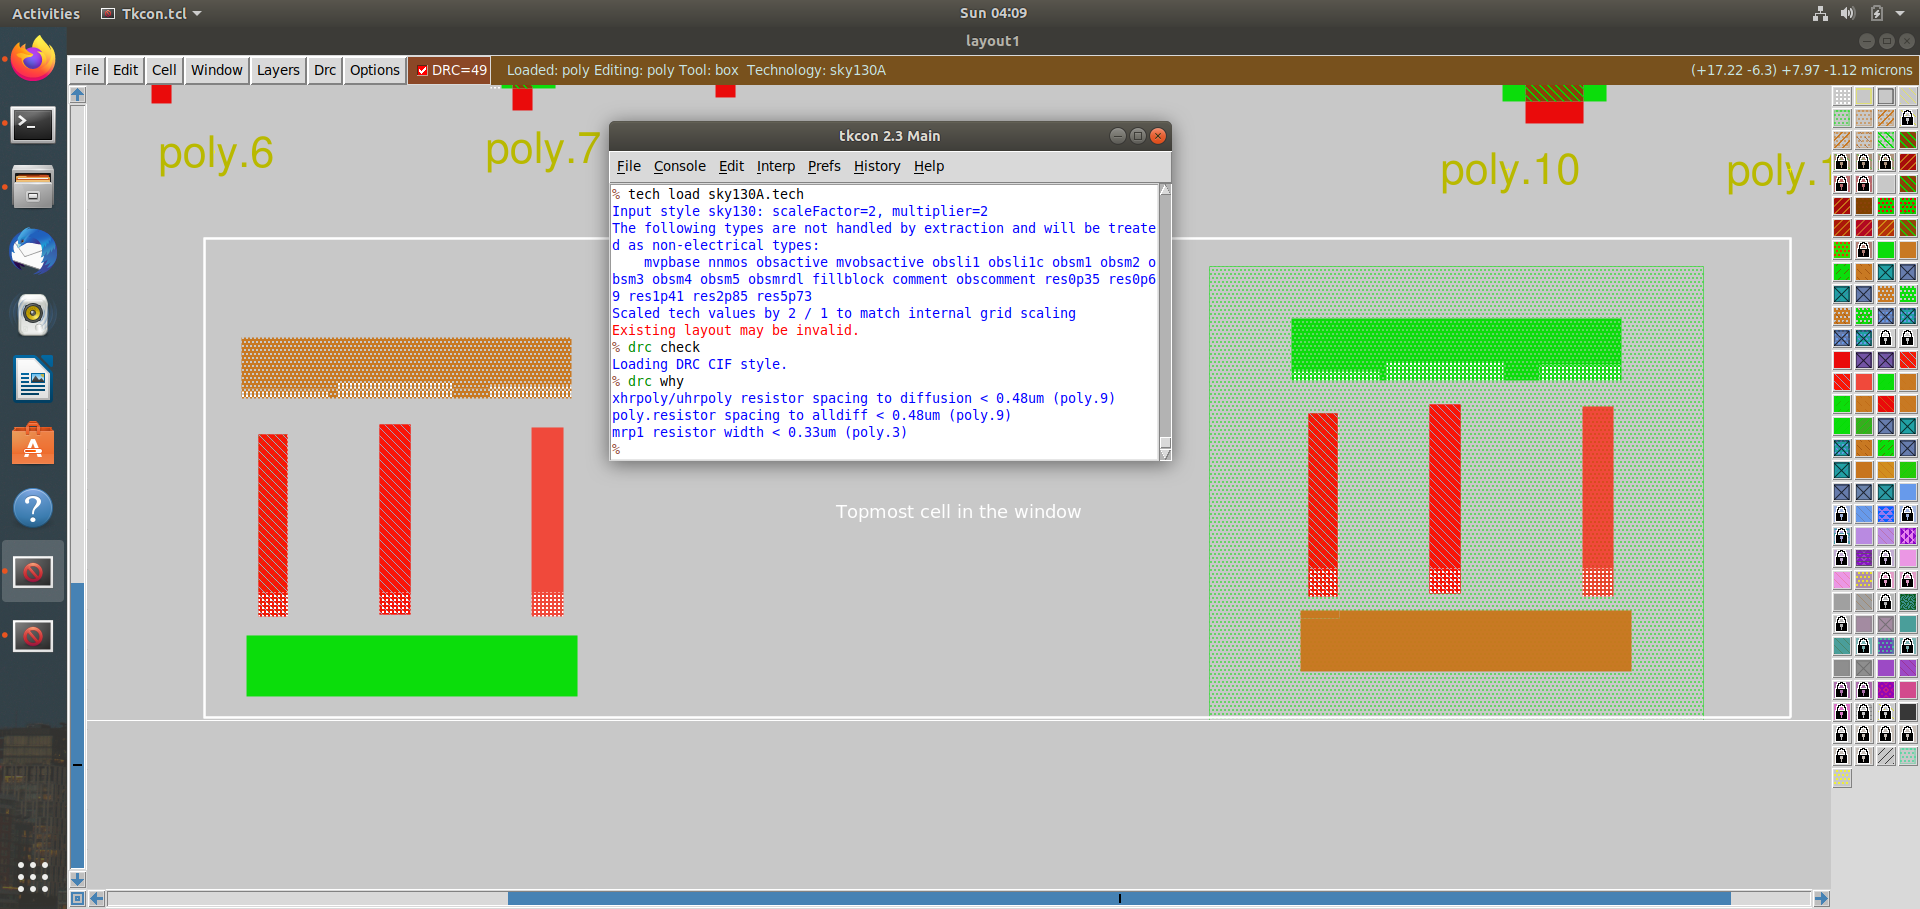 Activities Tkcon.tcl Sun 04:09
layout1
File Edit Cell Window Layers Drc Options DRC=49 Loaded: poly Editing: poly Tool: box Technology: sky130A (+17.22 -6.3) +7.97 -1.12 microns
poly.6 poly.7 poly.10 poly.1
tkcon 2.3 Main
File Console Edit Interp Prefs History Help
% tech load sky130A.tech
Input style sky130: scaleFactor=2, multiplier=2
The following types are not handled by extraction and will be treate
d as non-electrical types:
mvpbase nnmos obsactive mvobsactive obsli1 obsli1c obsm1 obsm2 o
bsm3 obsm4 obsm5 obsmrdl fillblock comment obscomment res0p35 res0p6
9 res1p41 res2p85 res5p73
Scaled tech values by 2 / 1 to match internal grid scaling
Existing layout may be invalid.
% drc check
Loading DRC CIF style.
% drc why
xhrpoly/uhrpoly resistor spacing to diffusion < 0.48um (poly.9)
poly.resistor spacing to alldiff < 0.48um (poly.9)
mrp1 resistor width < 0.33um (poly.3)
%
Topmost cell in the window